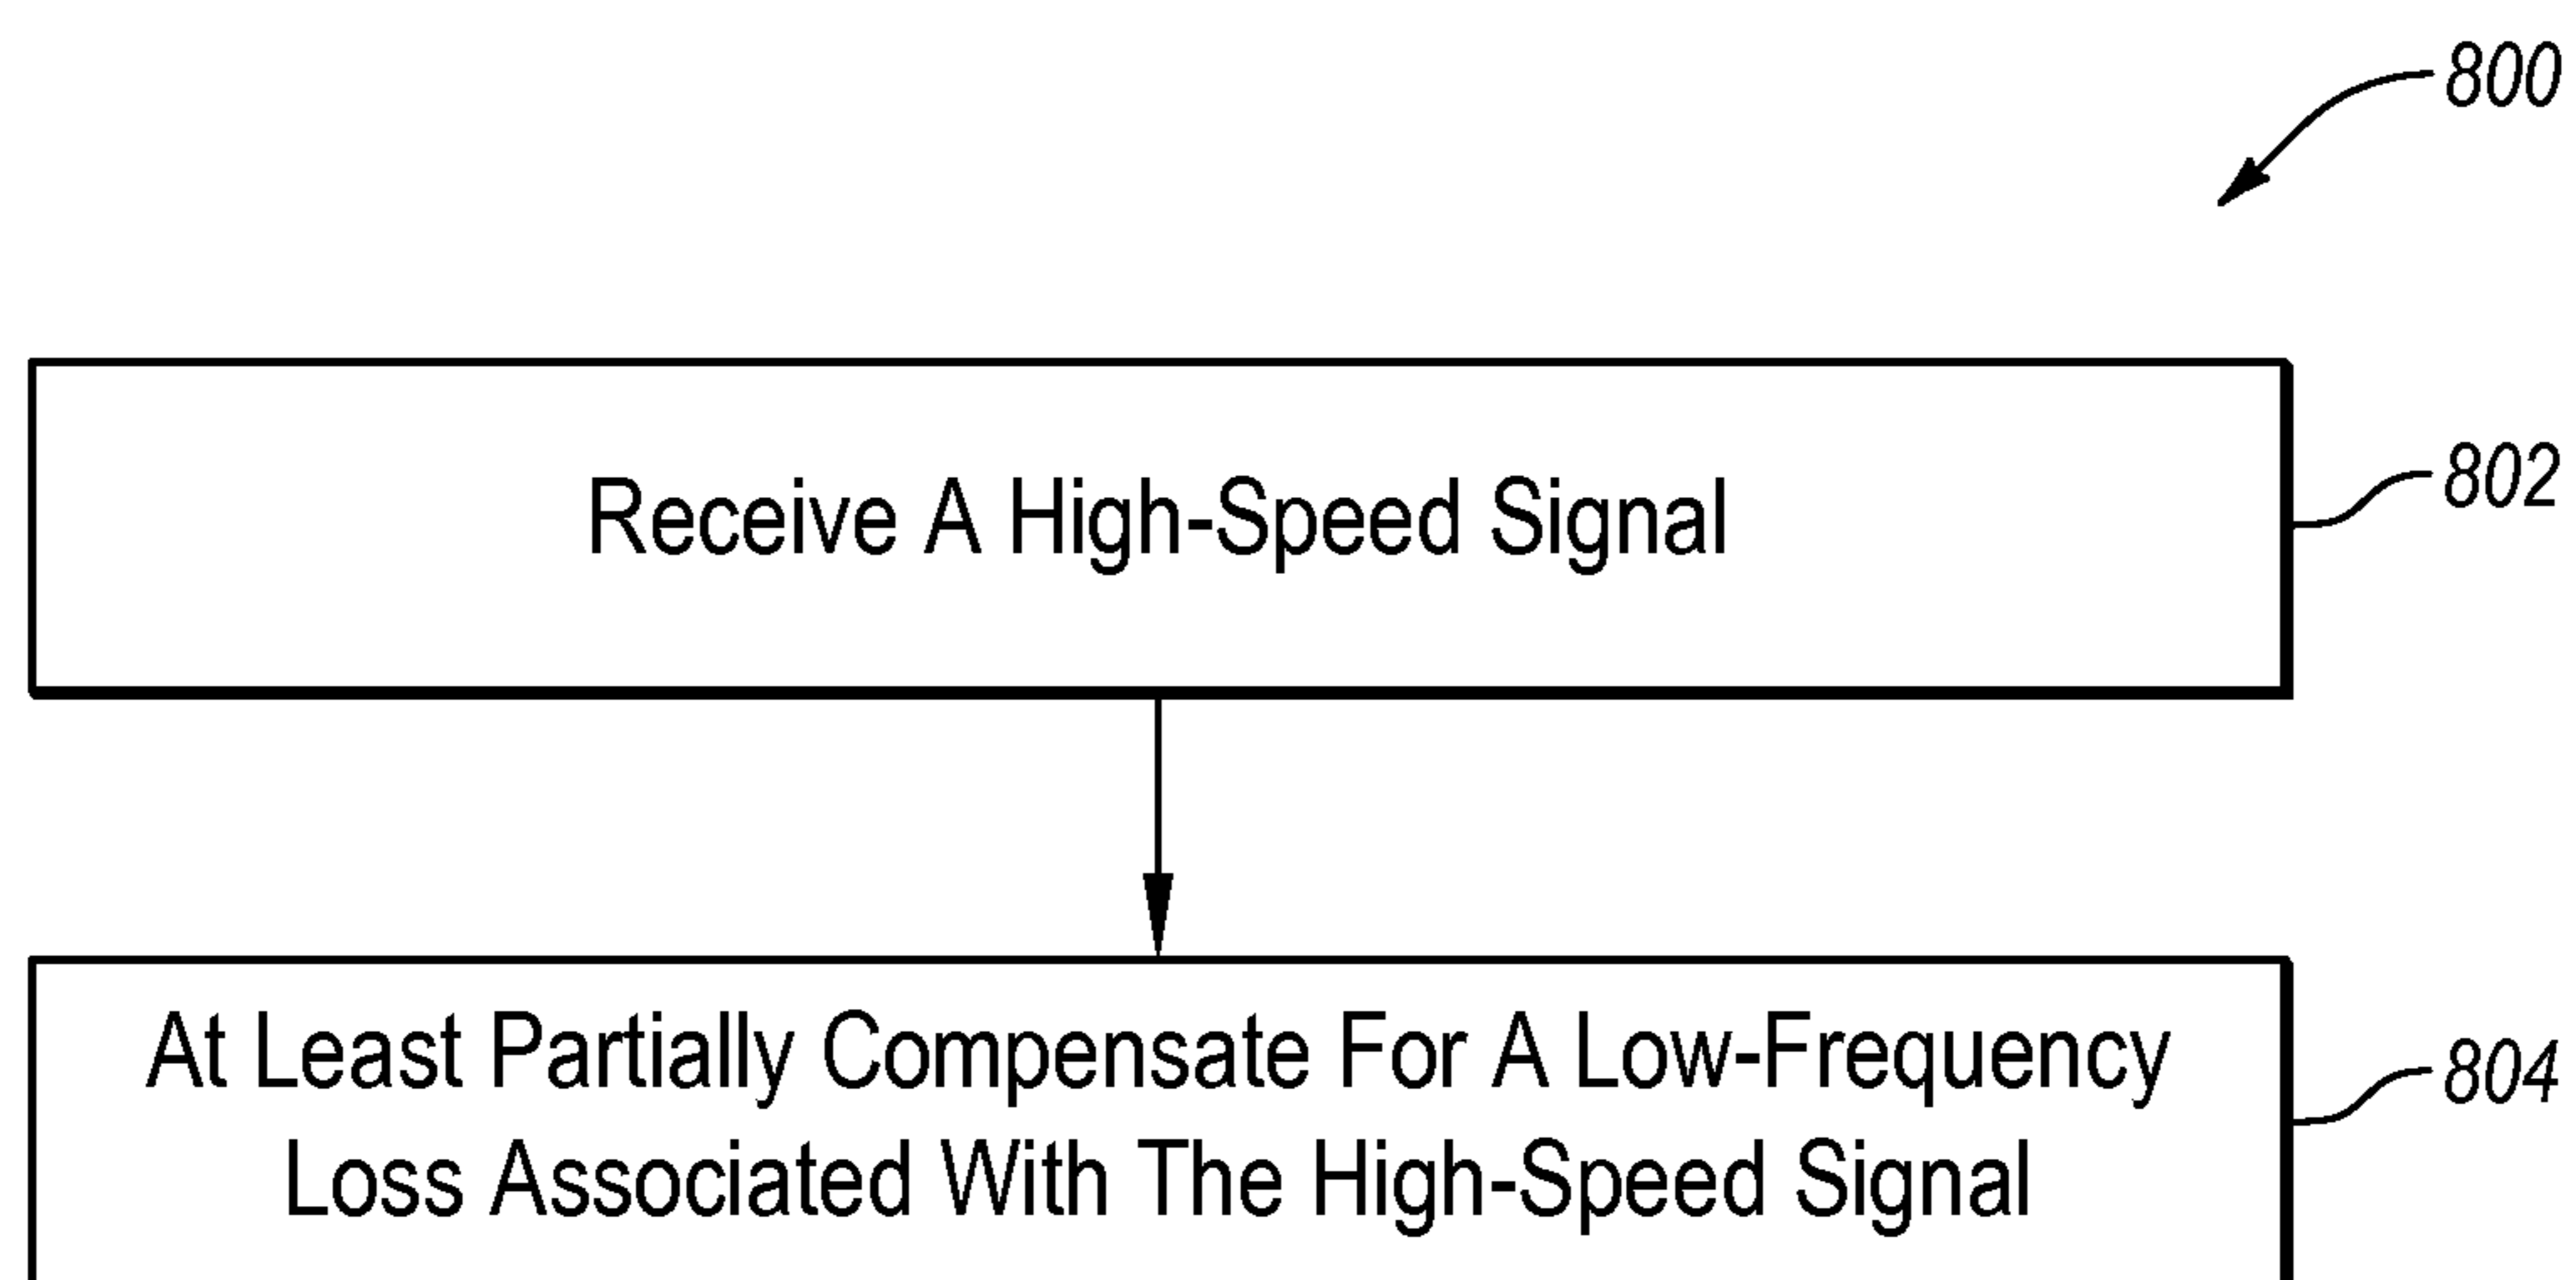 800
Receive A High-Speed Signal
802
At Least Partially Compensate For A Low-Frequency
Loss Associated With The High-Speed Signal
804